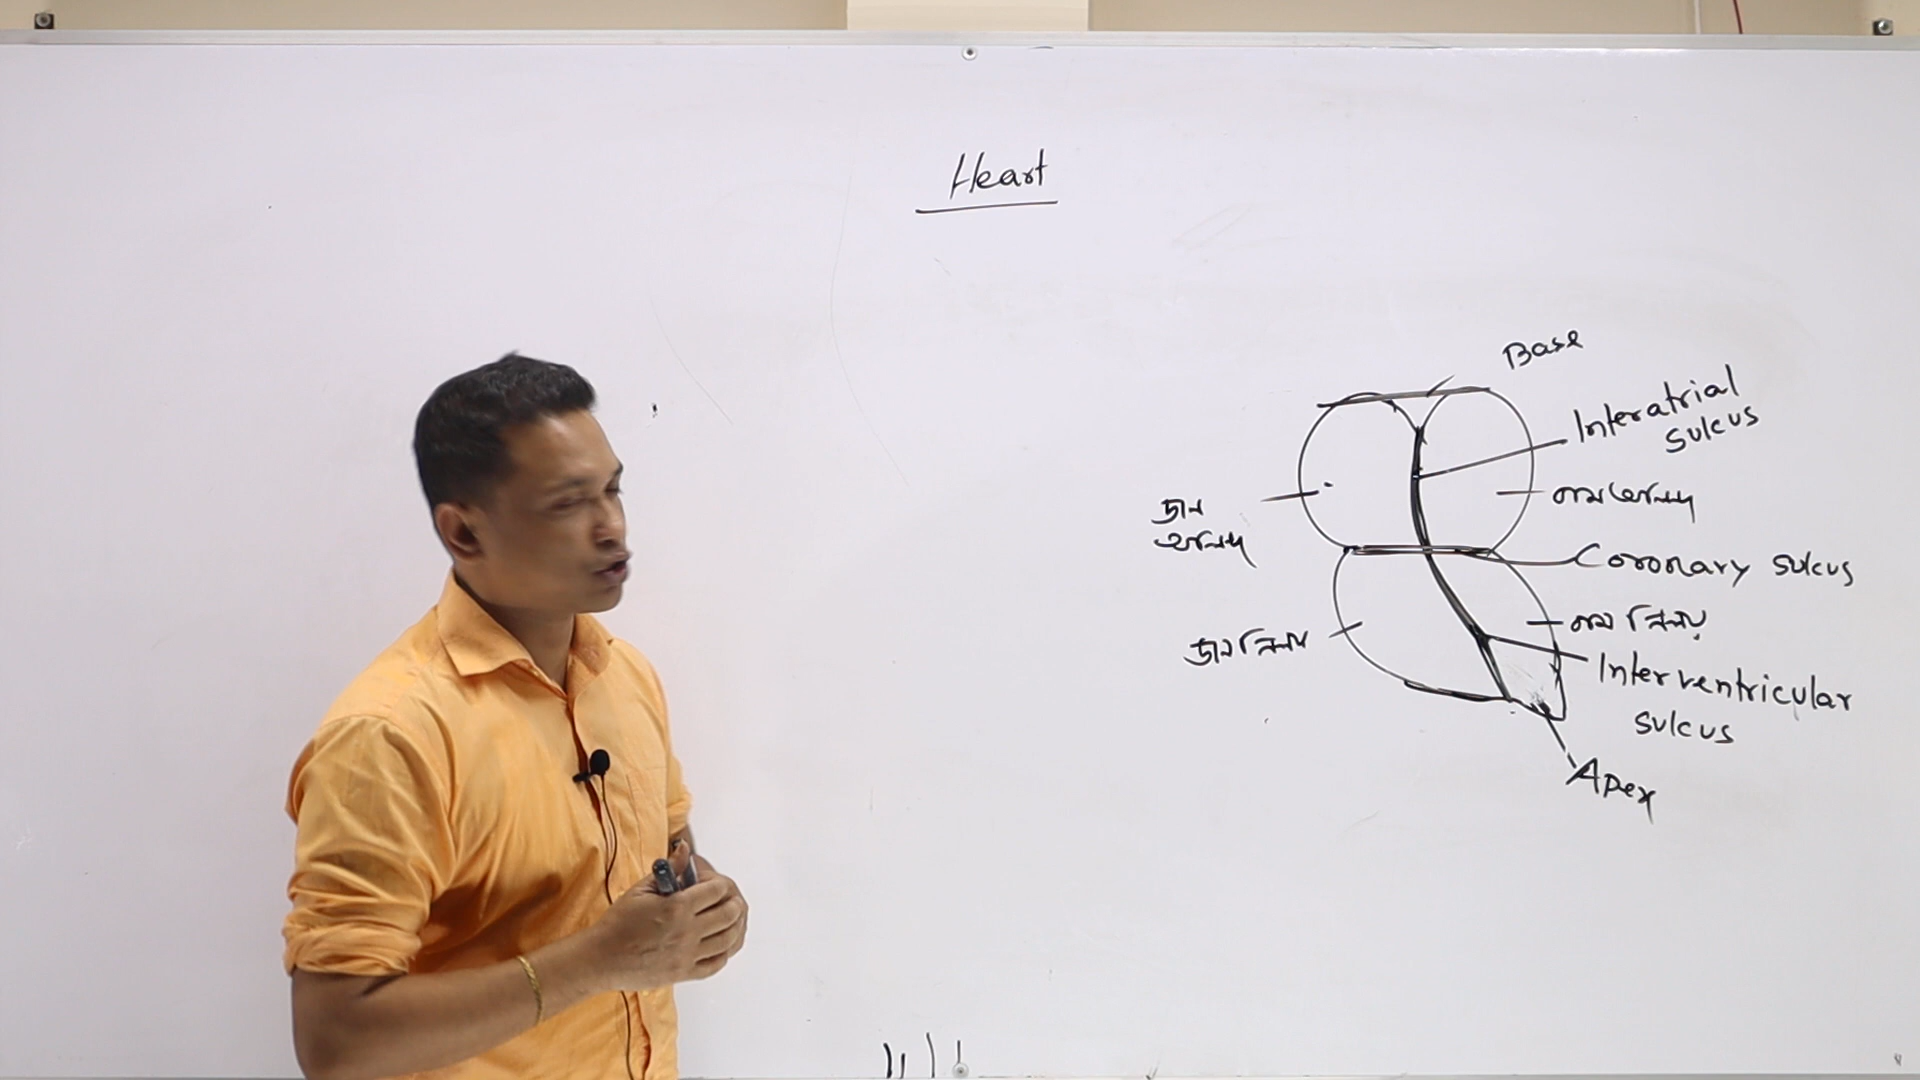 Heart
Base
Interatrial
sulcus
ডান
অলিন্দ
বাম অলিন্দ
Coronary sulcus
বাম নিলয়
ডান নিলয়
Interventricular
sulcus
Apex